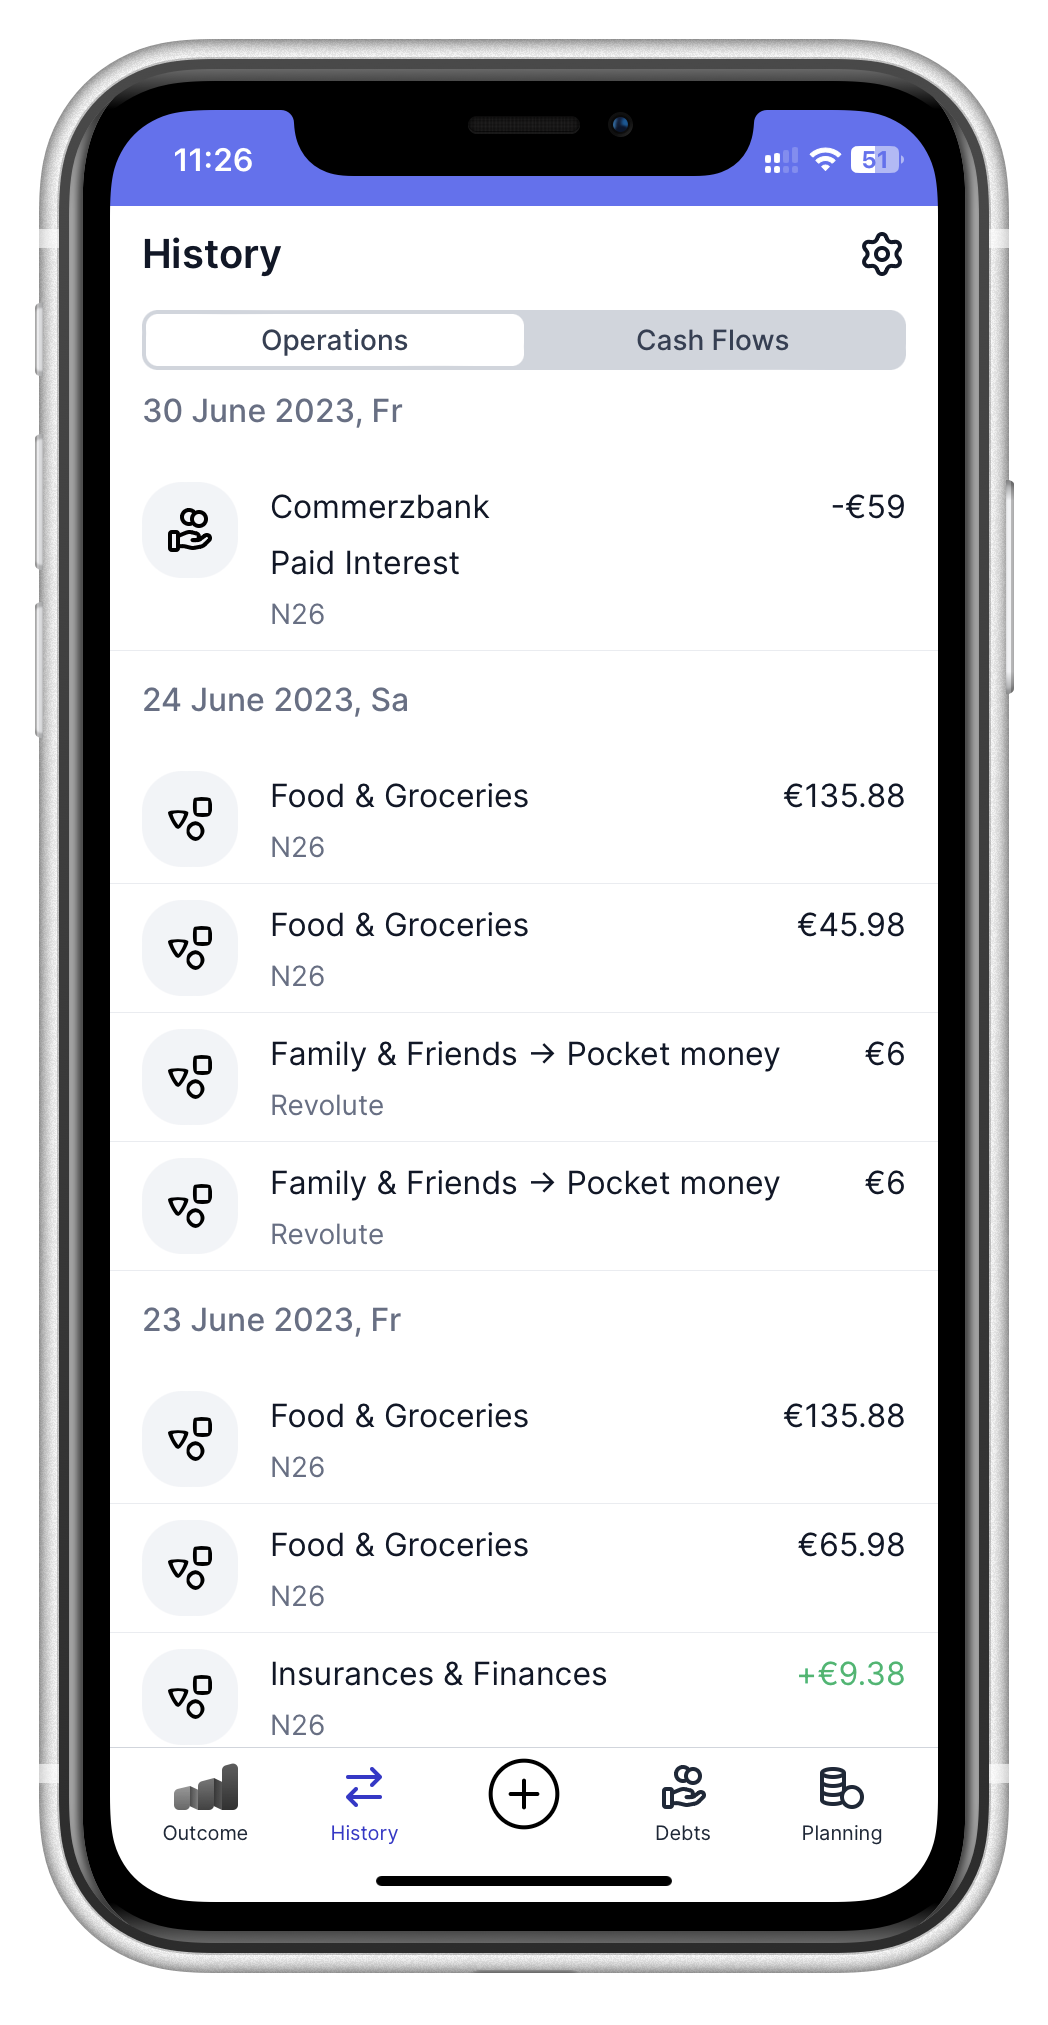 11:26
51
History
Operations
Cash Flows
30 June 2023, Fr
Commerzbank -€59
Paid Interest
N26
24 June 2023, Sa
Food & Groceries €135.88
N26
Food & Groceries €45.98
N26
Family & Friends → Pocket money €6
Revolute
Family & Friends → Pocket money €6
Revolute
23 June 2023, Fr
Food & Groceries €135.88
N26
Food & Groceries €65.98
N26
Insurances & Finances +€9.38
N26
Outcome
History
Debts
Planning